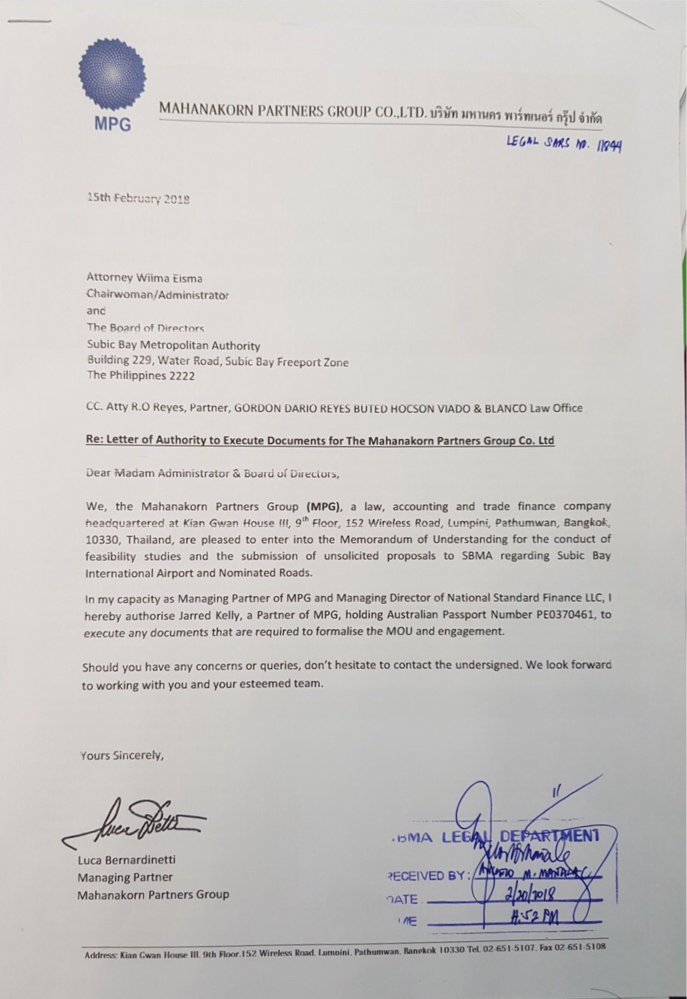 MPG
MAHANAKORN PARTNERS GROUP CO.,LTD. บริษัท มหานคร พาร์ทเนอร์ กรุ๊ป จำกัด
LEGAL SARS NO. 11844
15th February 2018
Attorney Wilma Eisma
Chairwoman/Administrator
and
The Board of Directors
Subic Bay Metropolitan Authority
Building 229, Water Road, Subic Bay Freeport Zone
The Philippines 2222
CC. Atty R.O Reyes, Partner, GORDON DARIO REYES BUTED HOCSON VIADO & BLANCO Law Office
Re: Letter of Authority to Execute Documents for The Mahanakorn Partners Group Co. Ltd
Dear Madam Administrator & Board of Directors,
We, the Mahanakorn Partners Group (MPG), a law, accounting and trade finance company
headquartered at Kian Gwan House III, 9th Floor, 152 Wireless Road, Lumpini, Pathumwan, Bangkok,
10330, Thailand, are pleased to enter into the Memorandum of Understanding for the conduct of
feasibility studies and the submission of unsolicited proposals to SBMA regarding Subic Bay
International Airport and Nominated Roads.
In my capacity as Managing Partner of MPG and Managing Director of National Standard Finance LLC, I
hereby authorise Jarred Kelly, a Partner of MPG, holding Australian Passport Number PE0370461, to
execute any documents that are required to formalise the MOU and engagement.
Should you have any concerns or queries, don't hesitate to contact the undersigned. We look forward
to working with you and your esteemed team.
Yours Sincerely,
Luca Bernardinetti
Managing Partner
Mahanakorn Partners Group
BMA LEGAL DEPARTMENT
RECEIVED BY: M.
DATE 2/20/2018
ME 4:52 PM
Address: Kian Gwan House III, 9th Floor,152 Wireless Road, Lumpini, Pathumwan, Bangkok 10330 Tel. 02-651-5107, Fax 02-651-5108